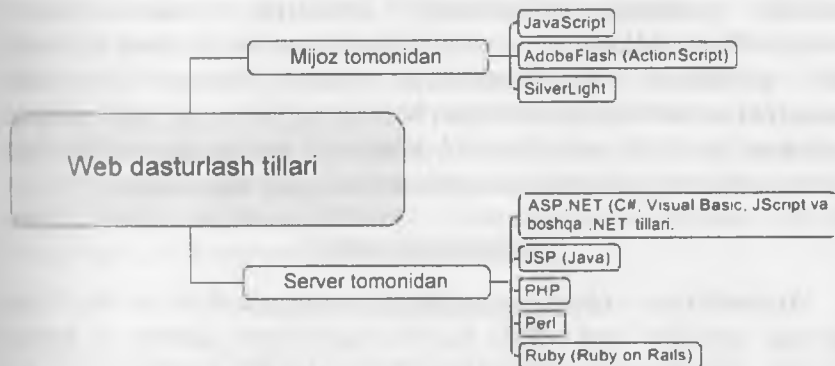 JavaScript
Mijoz tomonidan
AdobeFlash (ActionScript)
SilverLight
Web dasturlash tillari
ASP.NET (C#, Visual Basic, JScript va
boshqa .NET tillari.
JSP (Java)
Server tomonidan
PHP
Perl
Ruby (Ruby on Rails)